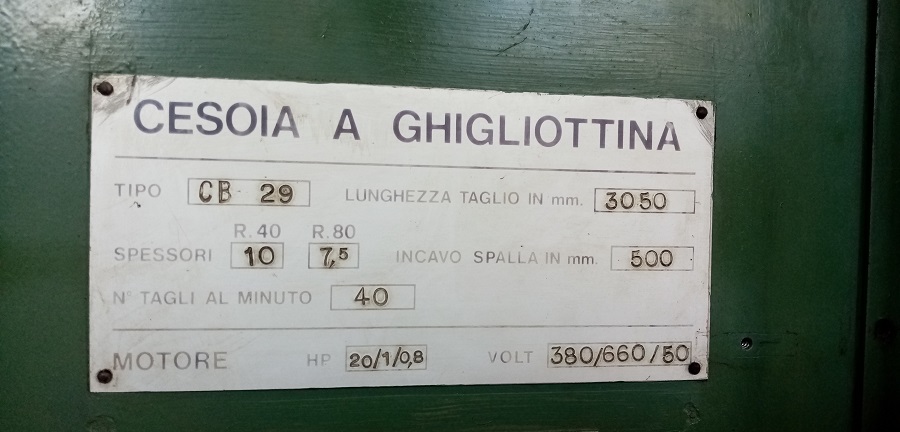 CESOIA A GHIGLIOTTINA
TIPO CB 29 LUNGHEZZA TAGLIO IN mm. 3050
R.40 R.80
SPESSORI 10 7,5 INCAVO SPALLA IN mm. 500
N° TAGLI AL MINUTO 40
MOTORE HP 20/1/0,8 VOLT 380/660/50